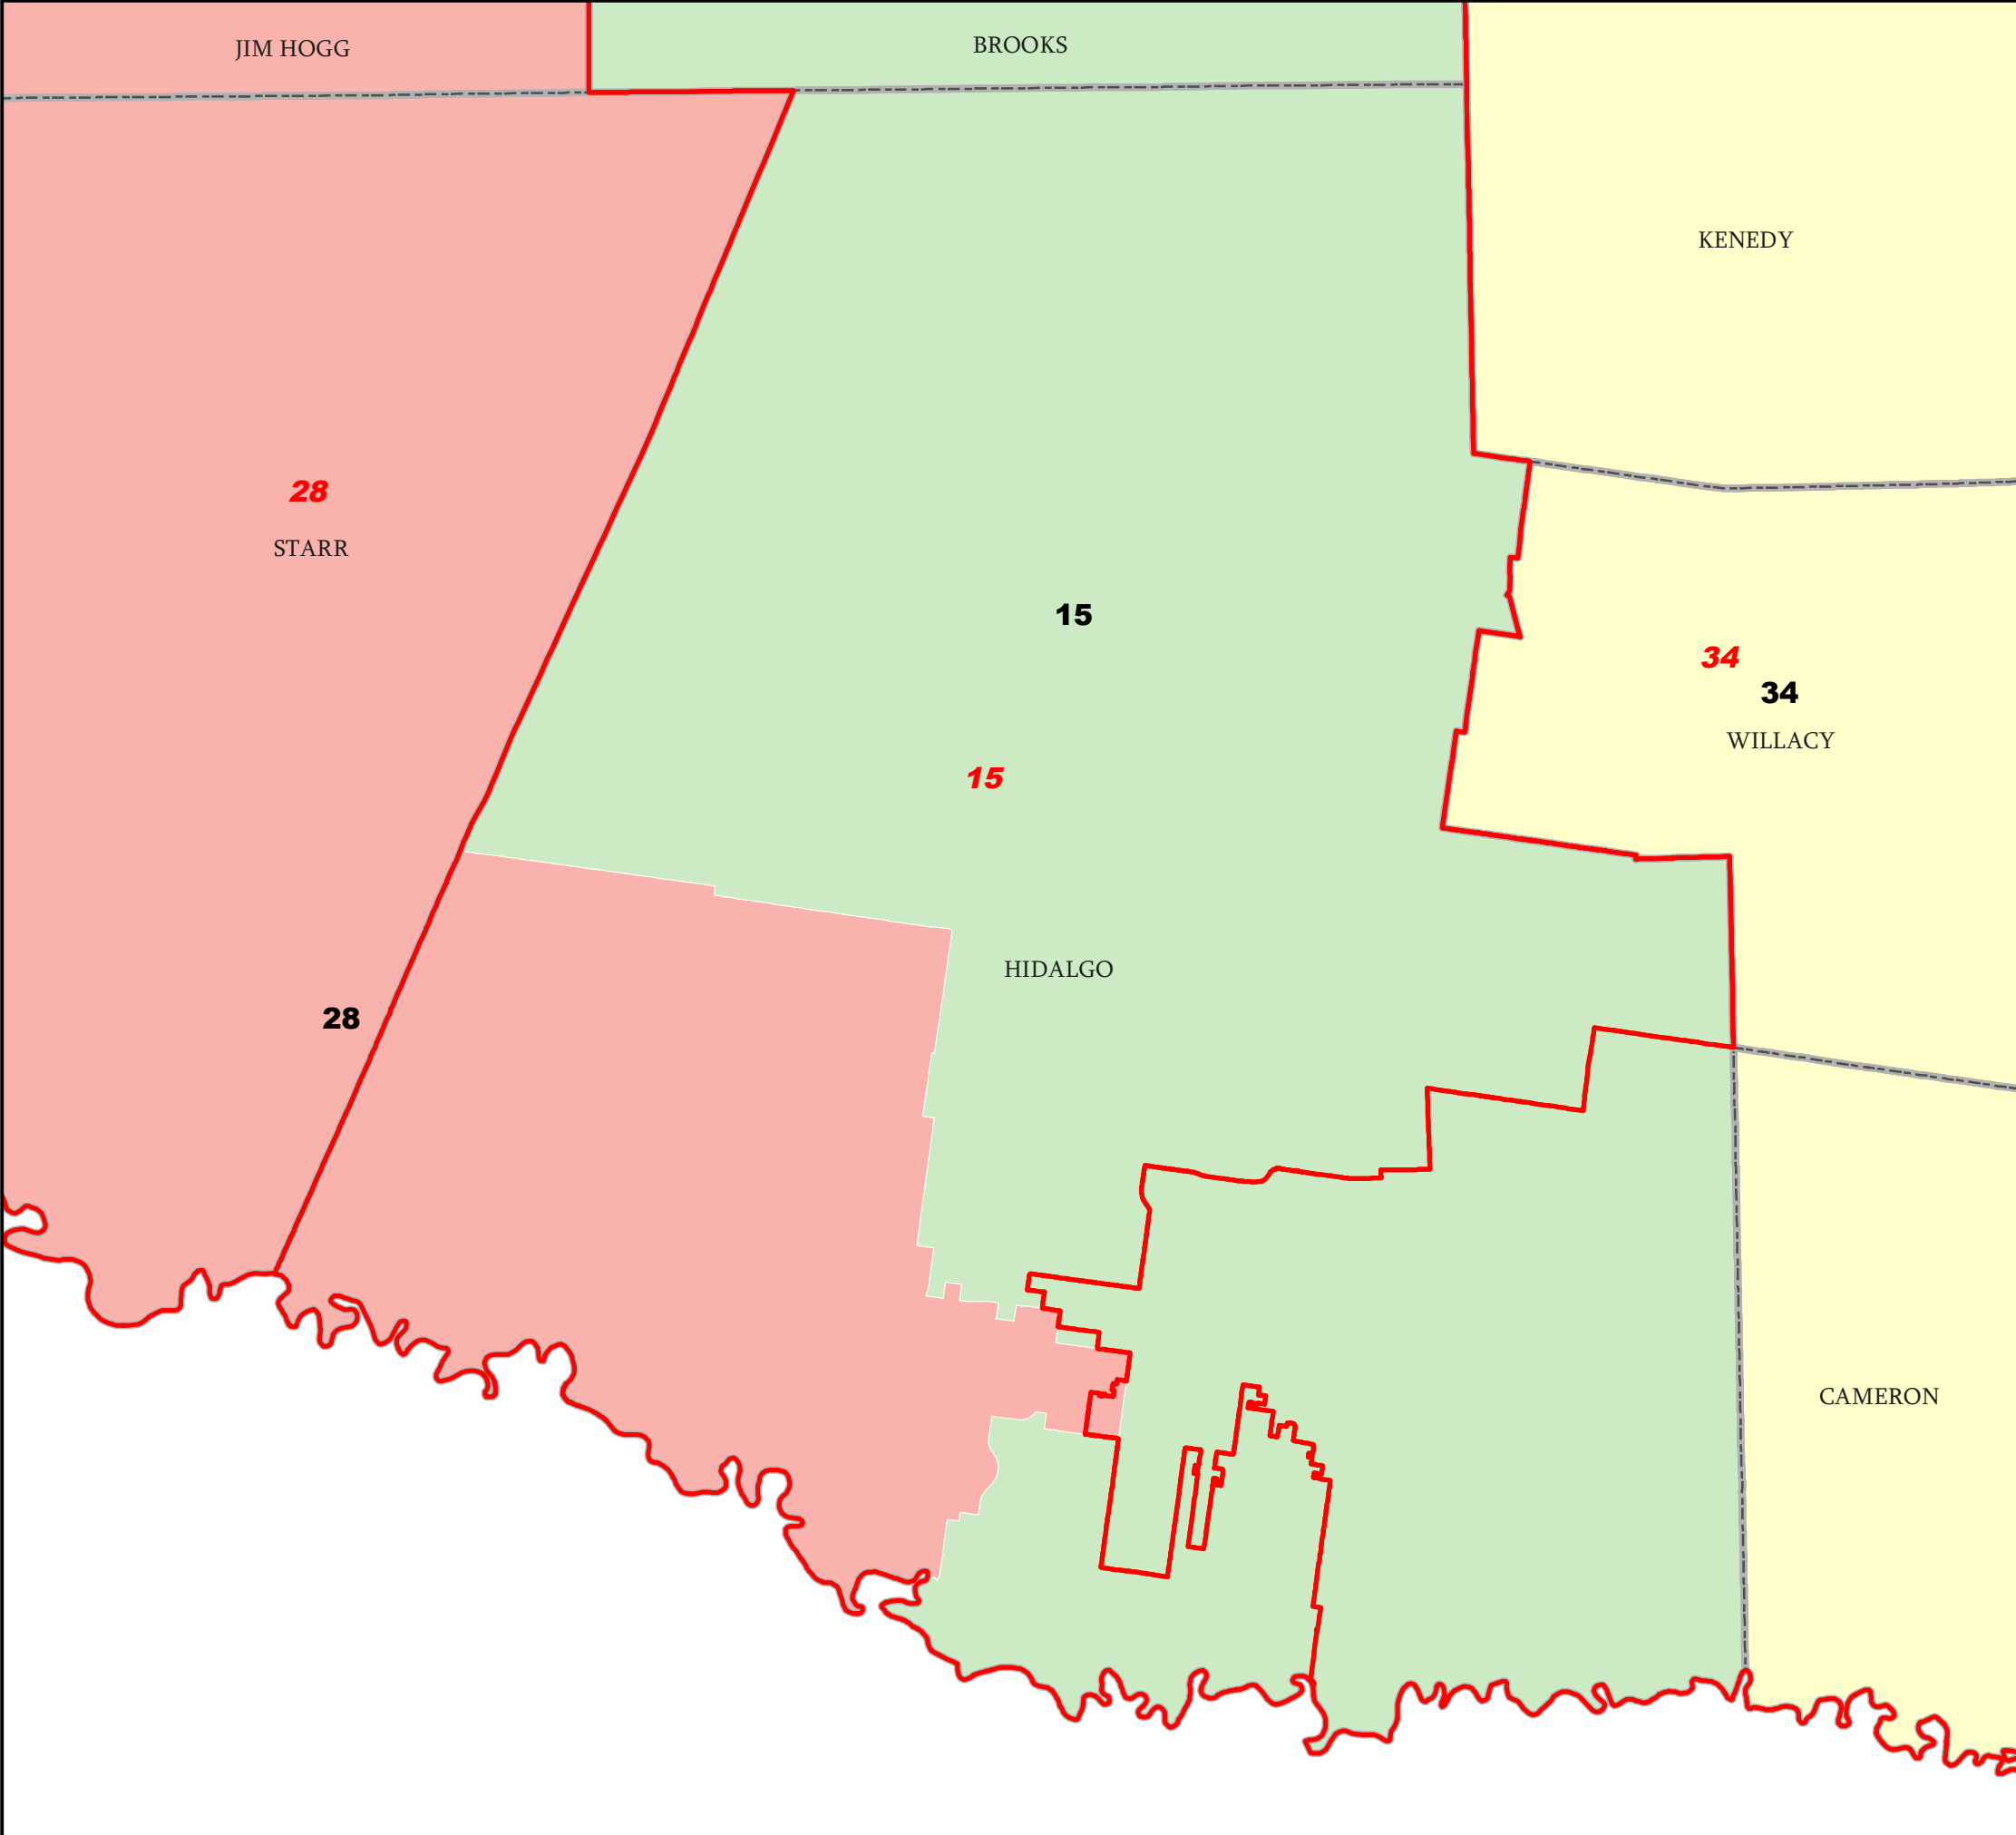 JIM HOGG
BROOKS
KENEDY
28
STARR
15
34
34
WILLACY
15
HIDALGO
28
CAMERON